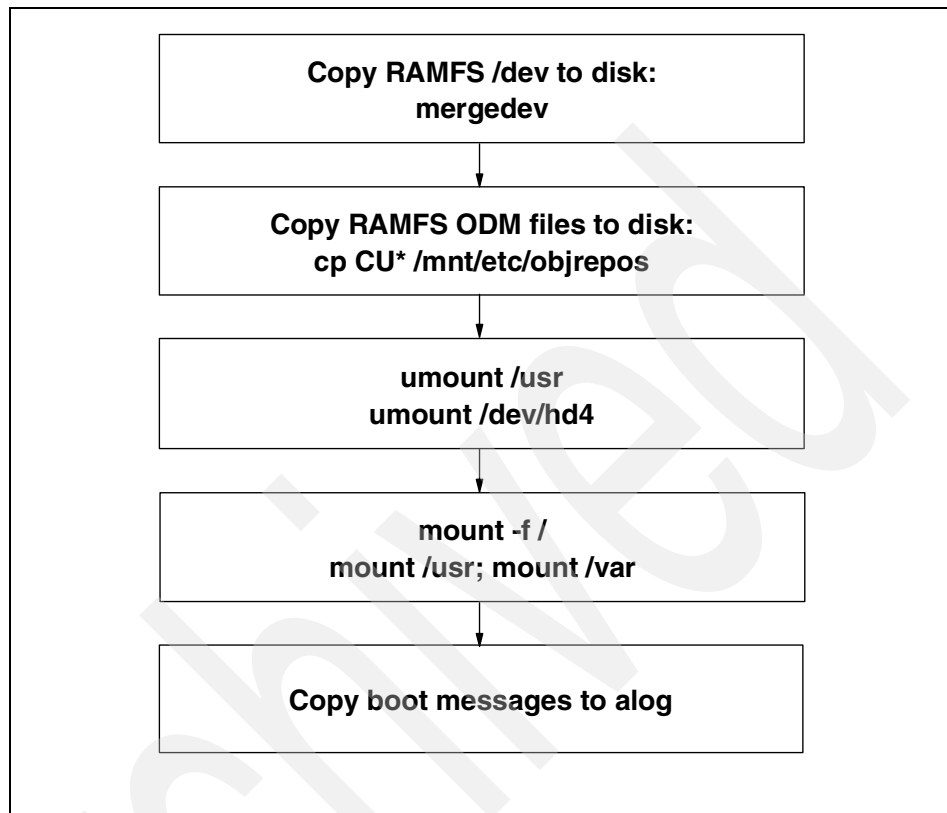 Copy RAMFS /dev to disk:
mergedev
Copy RAMFS ODM files to disk:
cp CU* /mnt/etc/objrepos
umount /usr
umount /dev/hd4
mount -f /
mount /usr; mount /var
Copy boot messages to alog